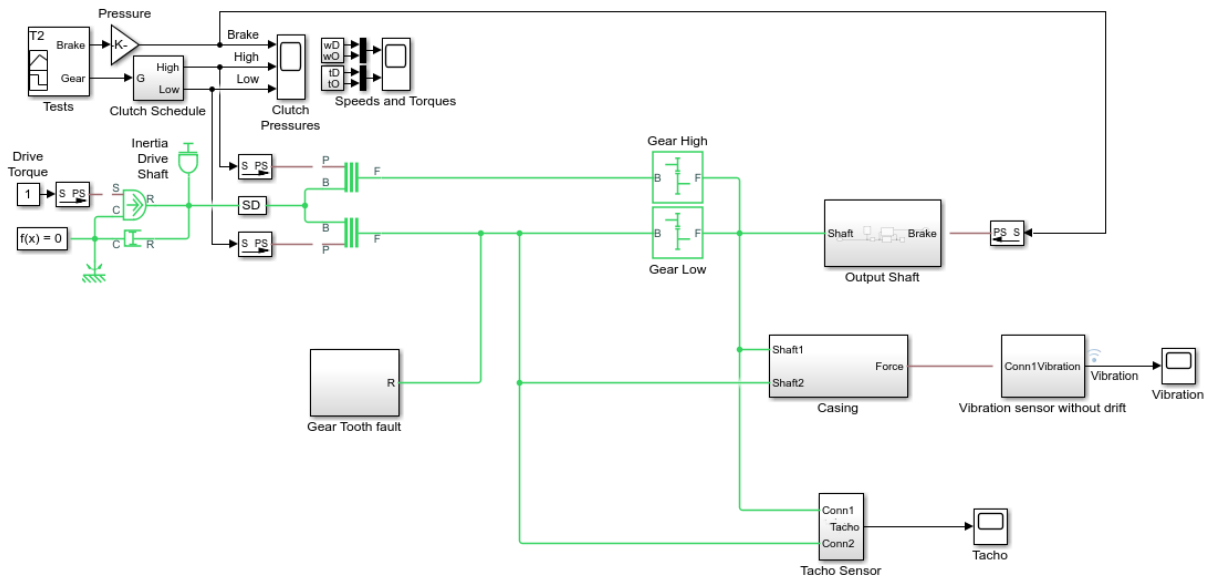 Pressure
T2
Brake
Gear
Tests
-K-
Brake
High
Low
G
High
Low
Clutch Schedule
Clutch
Pressures
wD
wO
tD
tO
Speeds and Torques
Inertia
Drive
Shaft
Drive
Torque
1
S PS
S
C
R
f(x) = 0
C
R
SD
S PS
P
B
F
S PS
B
P
F
Gear High
B
F
B
F
Gear Low
Shaft
Brake
Output Shaft
PS S
R
Gear Tooth fault
Shaft1
Shaft2
Force
Casing
Conn1
Vibration
Vibration sensor without drift
Vibration
Vibration
Conn1
Tacho
Conn2
Tacho Sensor
Tacho